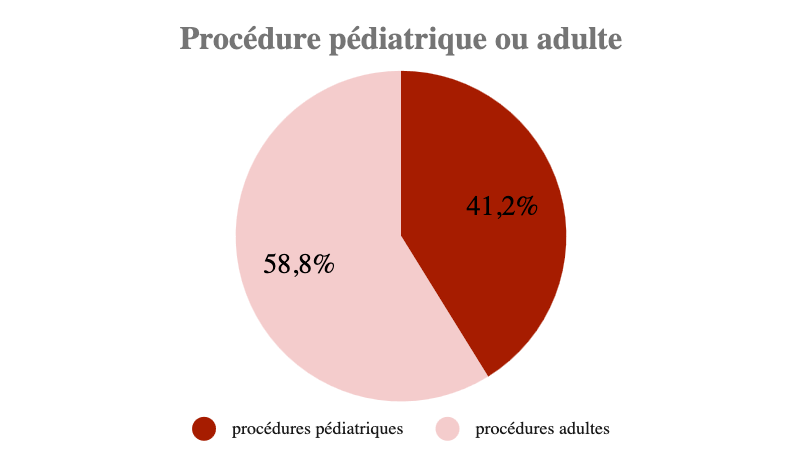 Procédure pédiatrique ou adulte
41,2%
58,8%
procédures pédiatriques
procédures adultes